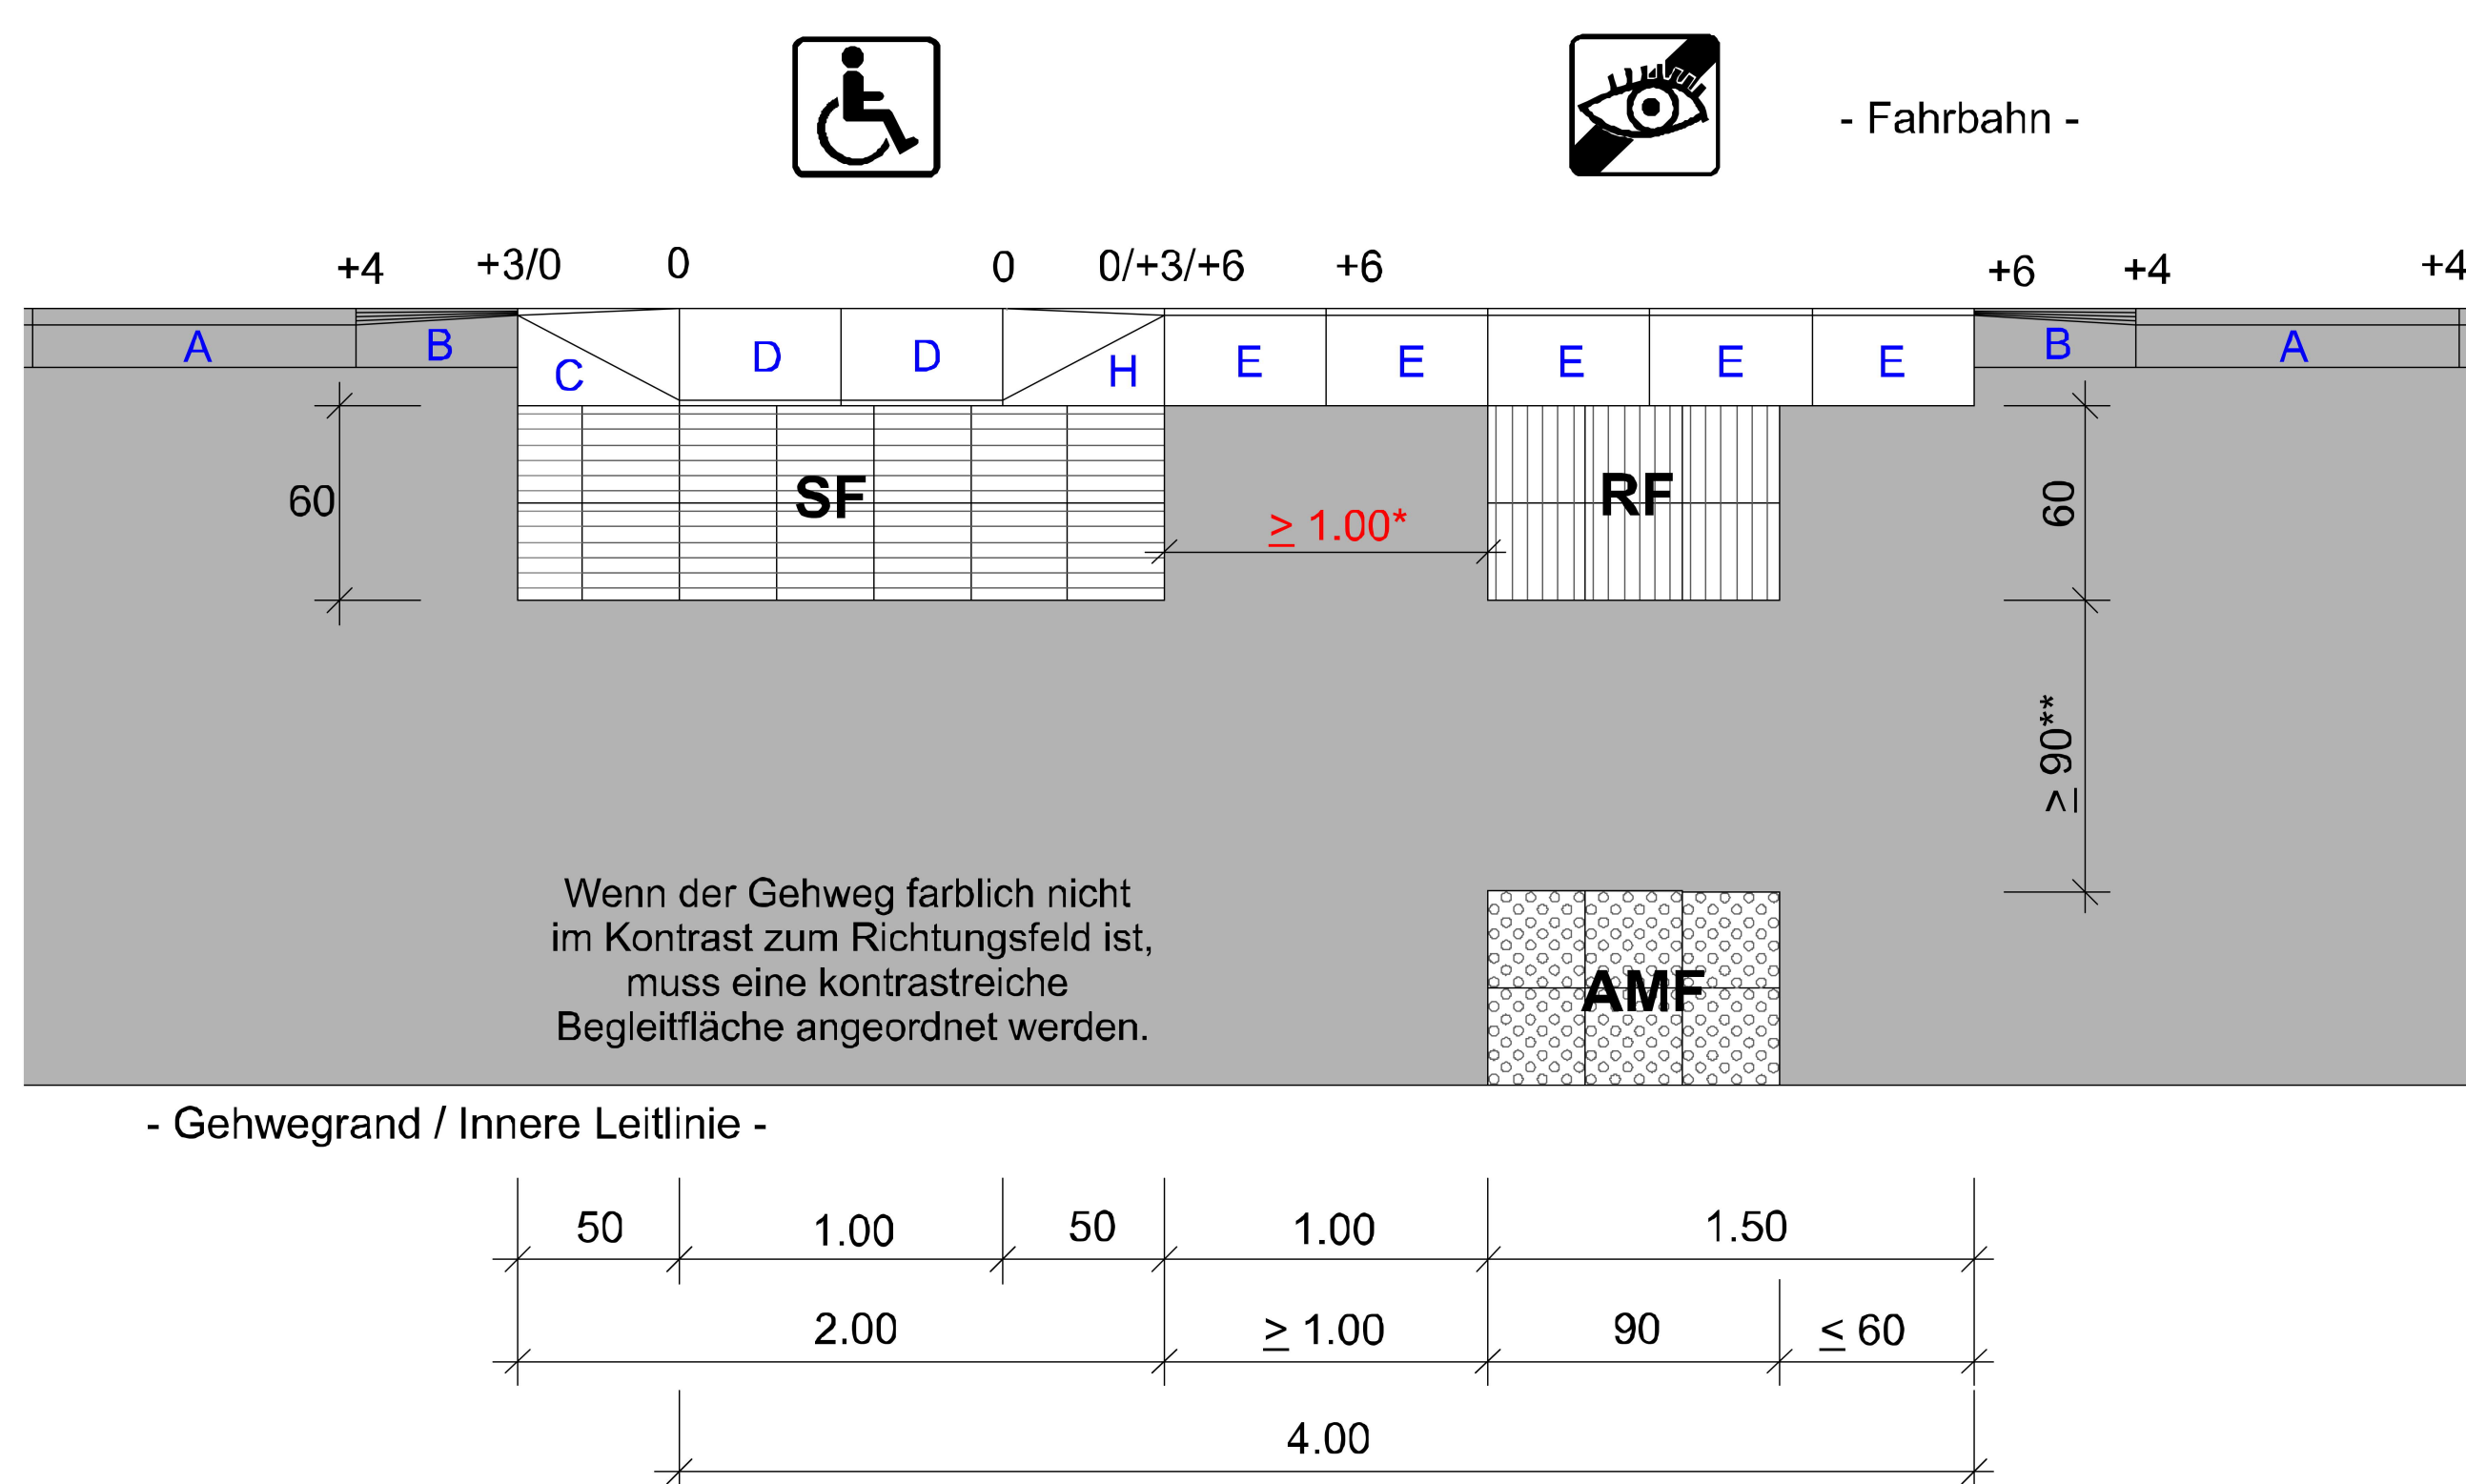 - Fahrbahn -
+4 +3/0 0 0 0/+3/+6 +6 +6 +4 +4
A B C D D H E E E E E B A
60 SF ≥ 1.00* RF 60
≥ 90**
Wenn der Gehweg farblich nicht
im Kontrast zum Richtungsfeld ist,
muss eine kontrastreiche
Begleitfläche angeordnet werden.
AMF
- Gehwegrand / Innere Leitlinie -
50 1.00 50 1.00 1.50
2.00 ≥ 1.00 90 ≤ 60
4.00